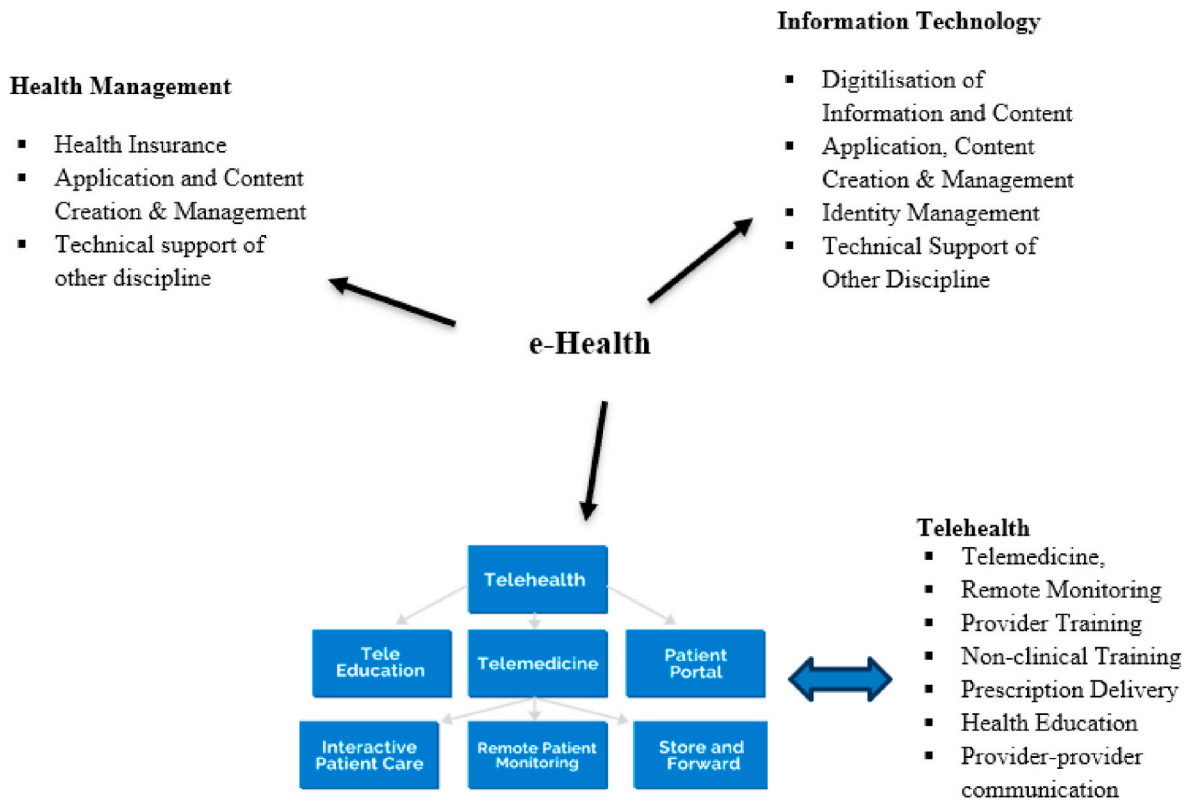 Information Technology
▪ Digitilisation of
Information and Content
▪ Application, Content
Creation & Management
▪ Identity Management
▪ Technical Support of
Other Discipline
Health Management
▪ Health Insurance
▪ Application and Content
Creation & Management
▪ Technical support of
other discipline
e-Health
Telehealth
Tele
Education
Telemedicine
Patient
Portal
Interactive
Patient Care
Remote Patient
Monitoring
Store and
Forward
Telehealth
▪ Telemedicine,
▪ Remote Monitoring
▪ Provider Training
▪ Non-clinical Training
▪ Prescription Delivery
▪ Health Education
▪ Provider-provider
communication